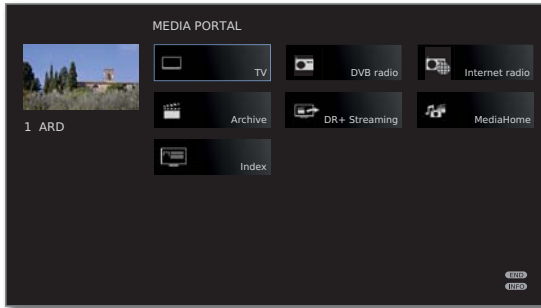 MEDIA PORTAL
TV
DVB radio
Internet radio
1 ARD
Archive
DR+ Streaming
MediaHome
Index
END
INFO